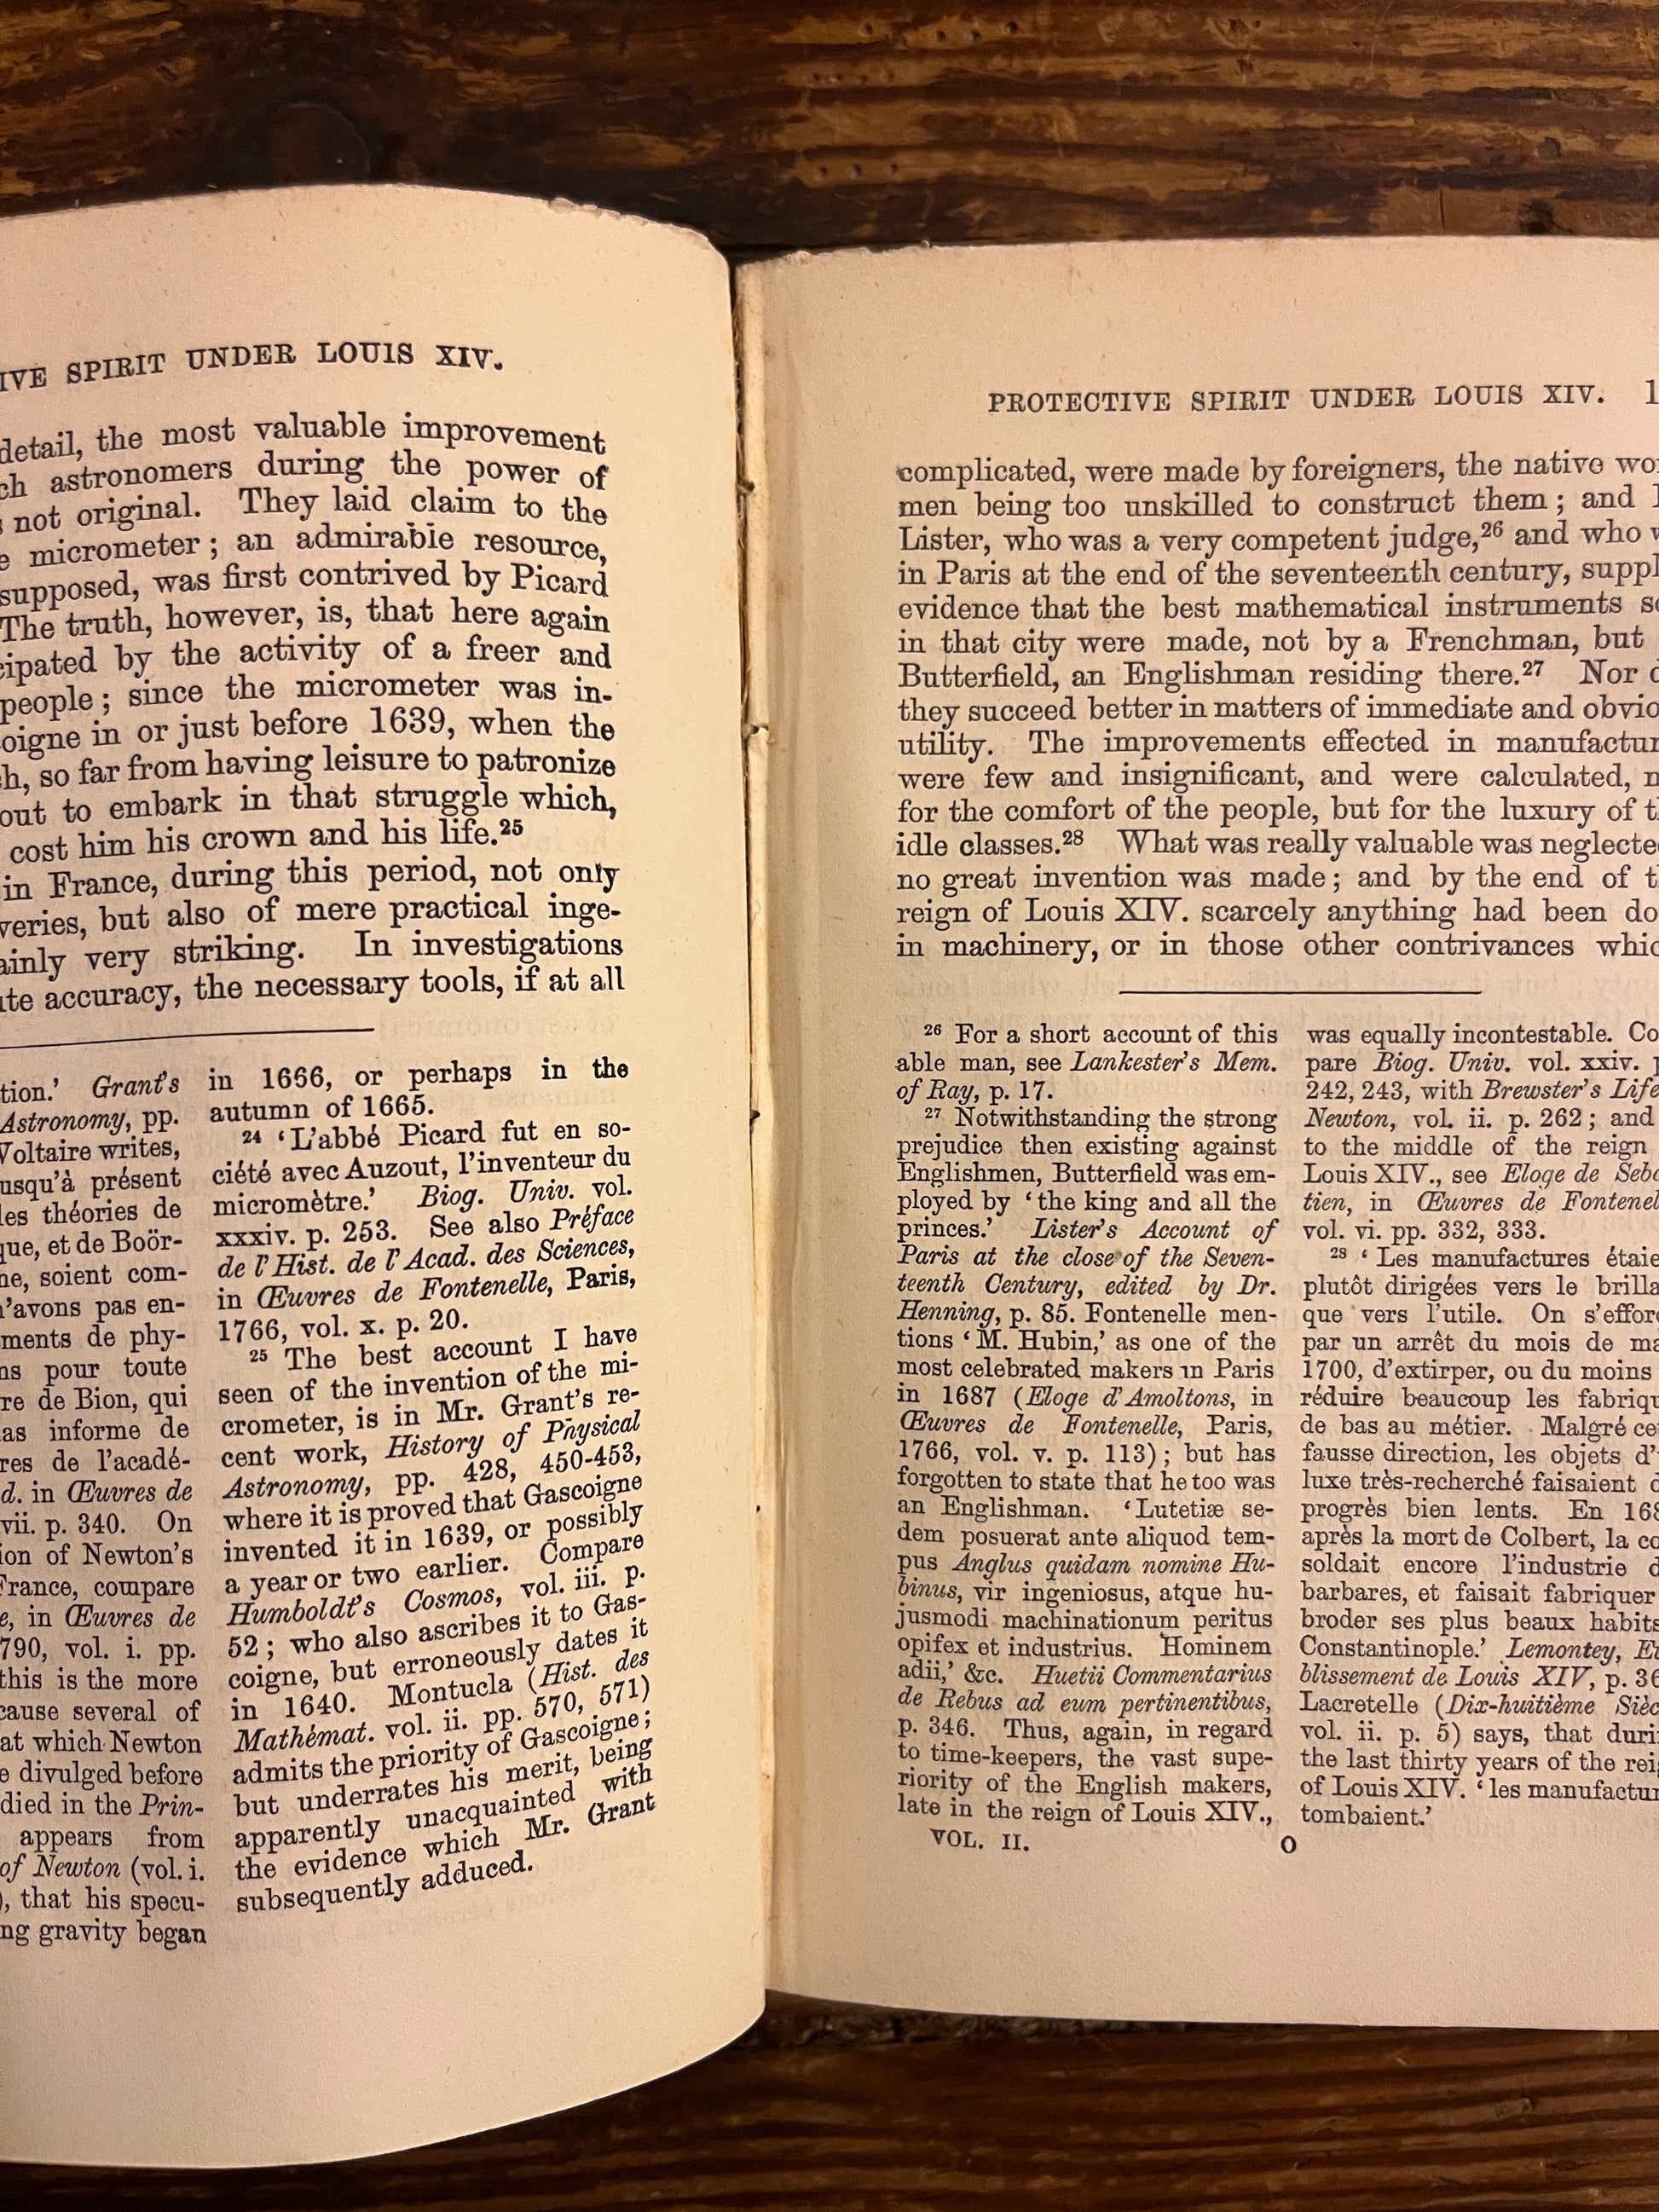 IVE SPIRIT UNDER LOUIS XIV.
detail, the most valuable improvement
ch astronomers during the power of
s not original. They laid claim to the
e micrometer; an admirable resource,
supposed, was first contrived by Picard
The truth, however, is, that here again
cipated by the activity of a freer and
people; since the micrometer was in-
oigne in or just before 1639, when the
h, so far from having leisure to patronize
out to embark in that struggle which,
cost him his crown and his life.²⁵
in France, during this period, not only
veries, but also of mere practical inge-
ainly very striking. In investigations
ute accuracy, the necessary tools, if at all
tion.’ Grant’s
Astronomy, pp.
Voltaire writes,
usqu’à présent
les théories de
que, et de Boër-
ne, soient com-
n’avons pas en-
ments de phy-
ns pour toute
re de Bion, qui
as informe de
res de l’acadé-
d. in Œuvres de
vii. p. 340. On
ion of Newton’s
France, compare
e, in Œuvres de
790, vol. i. pp.
this is the more
cause several of
at which Newton
e divulged before
died in the Prin-
appears from
of Newton (vol. i.
), that his specu-
ng gravity began
in 1666, or perhaps in the
autumn of 1665.
²⁴ ‘L’abbé Picard fut en so-
ciété avec Auzout, l’inventeur du
micromètre.’ Biog. Univ. vol.
xxxiv. p. 253. See also Préface
de l’Hist. de l’Acad. des Sciences,
in Œuvres de Fontenelle, Paris,
1766, vol. x. p. 20.
²⁵ The best account I have
seen of the invention of the mi-
crometer, is in Mr. Grant’s re-
cent work, History of Physical
Astronomy, pp. 428, 450-453,
where it is proved that Gascoigne
invented it in 1639, or possibly
a year or two earlier. Compare
Humboldt’s Cosmos, vol. iii. p.
52; who also ascribes it to Gas-
coigne, but erroneously dates it
in 1640. Montucla (Hist. des
Mathémat. vol. ii. pp. 570, 571)
admits the priority of Gascoigne;
but underrates his merit, being
apparently unacquainted with
the evidence which Mr. Grant
subsequently adduced.
PROTECTIVE SPIRIT UNDER LOUIS XIV. 1
complicated, were made by foreigners, the native wor
men being too unskilled to construct them; and
Lister, who was a very competent judge,²⁶ and who w
in Paris at the end of the seventeenth century, suppl
evidence that the best mathematical instruments so
in that city were made, not by a Frenchman, but
Butterfield, an Englishman residing there.²⁷ Nor d
they succeed better in matters of immediate and obvio
utility. The improvements effected in manufactur
were few and insignificant, and were calculated, n
for the comfort of the people, but for the luxury of th
idle classes.²⁸ What was really valuable was neglecte
no great invention was made; and by the end of th
reign of Louis XIV. scarcely anything had been do
in machinery, or in those other contrivances whic
²⁶ For a short account of this
able man, see Lankester’s Mem.
of Ray, p. 17.
²⁷ Notwithstanding the strong
prejudice then existing against
Englishmen, Butterfield was em-
ployed by ‘the king and all the
princes.’ Lister’s Account of
Paris at the close of the Seven-
teenth Century, edited by Dr.
Henning, p. 85. Fontenelle men-
tions ‘M. Hubin,’ as one of the
most celebrated makers in Paris
in 1687 (Eloge d’Amoltons, in
Œuvres de Fontenelle, Paris,
1766, vol. v. p. 113); but has
forgotten to state that he too was
an Englishman. ‘Lutetiæ se-
dem posuerat ante aliquod tem-
pus Anglus quidam nomine Hu-
binus, vir ingeniosus, atque hu-
jusmodi machinationum peritus
opifex et industrius. Hominem
adii,’ &c. Huetii Commentarius
de Rebus ad eum pertinentibus,
p. 346. Thus, again, in regard
to time-keepers, the vast supe-
riority of the English makers,
late in the reign of Louis XIV.,
was equally incontestable. Co
pare Biog. Univ. vol. xxiv. p
242, 243, with Brewster’s Life
Newton, vol. ii. p. 262; and
to the middle of the reign
Louis XIV., see Eloge de Seba
tien, in Œuvres de Fontenel
vol. vi. pp. 332, 333.
²⁸ ‘Les manufactures étaie
plutôt dirigées vers le brilla
que vers l’utile. On s’effor
par un arrêt du mois de ma
1700, d’extirper, ou du moins
réduire beaucoup les fabriqu
de bas au métier. Malgré cet
fausse direction, les objets d’u
luxe très-recherché faisaient d
progrès bien lents. En 168
après la mort de Colbert, la co
soldait encore l’industrie d
barbares, et faisait fabriquer
broder ses plus beaux habits
Constantinople.’ Lemontey, Et
blissement de Louis XIV, p. 36
Lacretelle (Dix-huitième Sièc
vol. ii. p. 5) says, that duri
the last thirty years of the reig
of Louis XIV. ‘les manufactur
tombaient.’
VOL. II. O